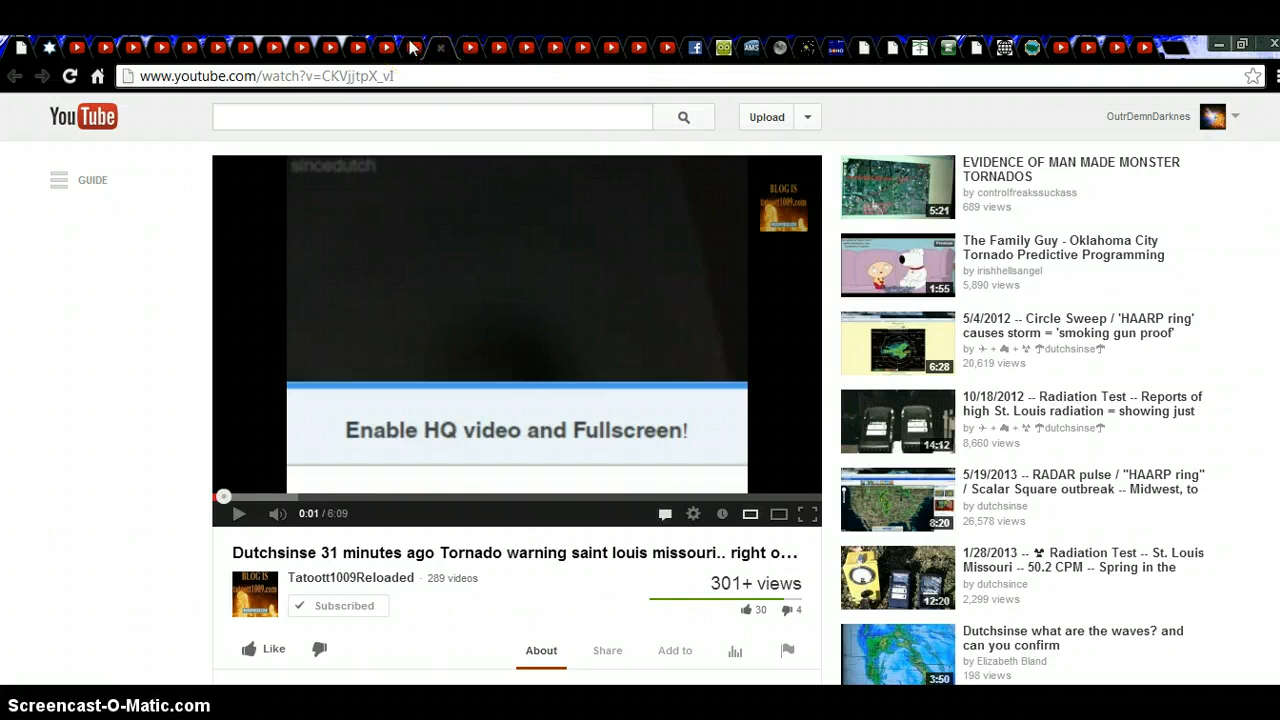 www.youtube.com/watch?v=CKVjjtpX_vI
YouTube
Upload
OutrDemnDarknes
GUIDE
sincedutch
BLOG IS
tatoott1009.com
Enable HQ video and Fullscreen!
0:01 / 6:09
Dutchsinse 31 minutes ago Tornado warning saint louis missouri.. right o...
BLOG IS
tatoott1009
Tatoott1009Reloaded · 289 videos
Subscribed
301+ views
30 4
Like
About
Share
Add to
5:21
EVIDENCE OF MAN MADE MONSTER
TORNADOS
by controlfreakssuckass
689 views
1:55
The Family Guy - Oklahoma City
Tornado Predictive Programming
by irishhellsangel
5,890 views
6:28
5/4/2012 -- Circle Sweep / 'HAARP ring'
causes storm = 'smoking gun proof'
by ✈ + ☁ + ☢ ☂dutchsinse☂
20,619 views
14:12
10/18/2012 -- Radiation Test -- Reports of
high St. Louis radiation = showing just
by ✈ + ☁ + ☢ ☂dutchsinse☂
8,660 views
8:20
5/19/2013 -- RADAR pulse / "HAARP ring"
/ Scalar Square outbreak -- Midwest, to
by dutchsinse
26,578 views
12:20
1/28/2013 -- ☢ Radiation Test -- St. Louis
Missouri -- 50.2 CPM -- Spring in the
by dutchsince
2,299 views
3:50
Dutchsinse what are the waves? and
can you confirm
by Elizabeth Bland
198 views
Screencast-O-Matic.com